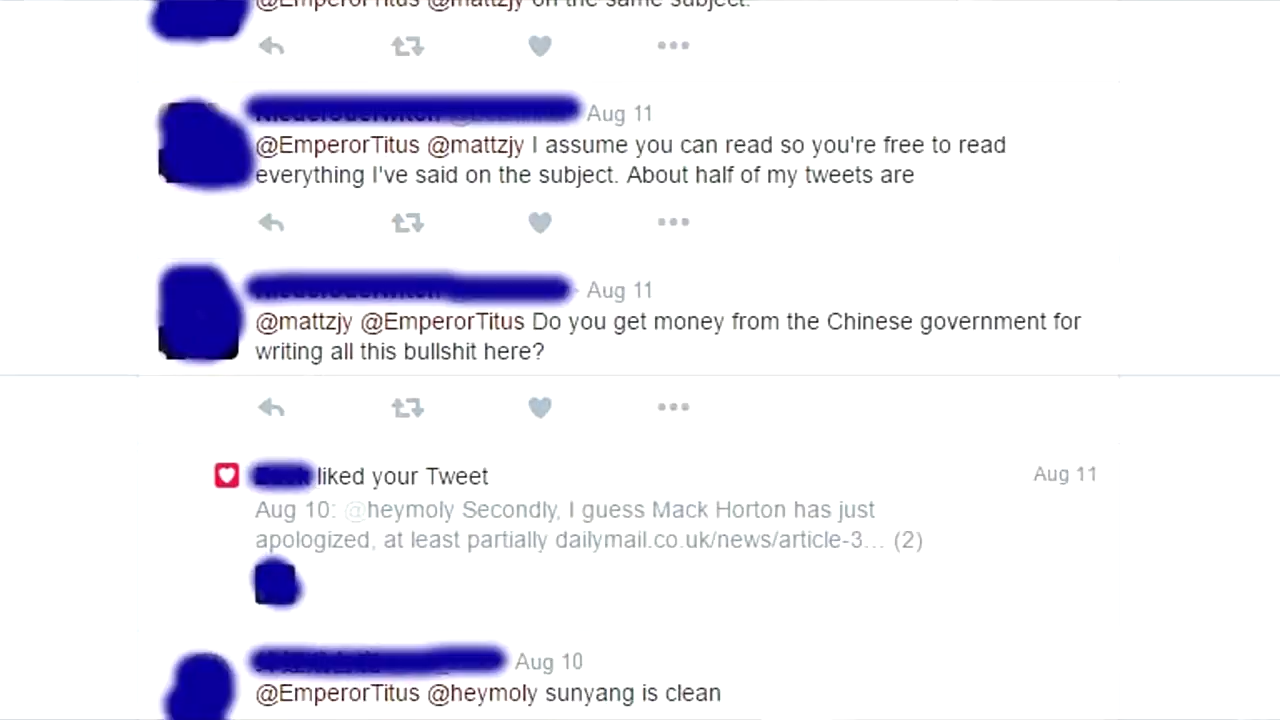 @EmperorTitus @mattzjy on the same subject.
Aug 11
@EmperorTitus @mattzjy I assume you can read so you're free to read
everything I've said on the subject. About half of my tweets are
Aug 11
@mattzjy @EmperorTitus Do you get money from the Chinese government for
writing all this bullshit here?
liked your Tweet Aug 11
Aug 10: @heymoly Secondly, I guess Mack Horton has just
apologized, at least partially dailymail.co.uk/news/article-3... (2)
Aug 10
@EmperorTitus @heymoly sunyang is clean